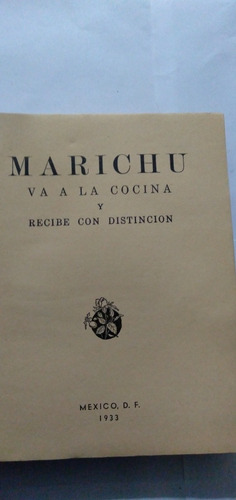 MARICHU
VA A LA COCINA
Y
RECIBE CON DISTINCION
MEXICO, D. F.
1933